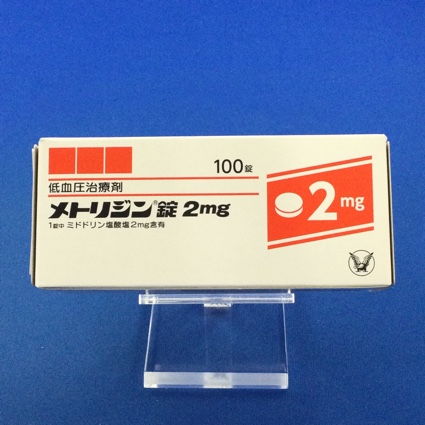 100錠
低血圧治療剤
メトリジン®錠 2mg
1錠中 ミドドリン塩酸塩2mg含有
2mg